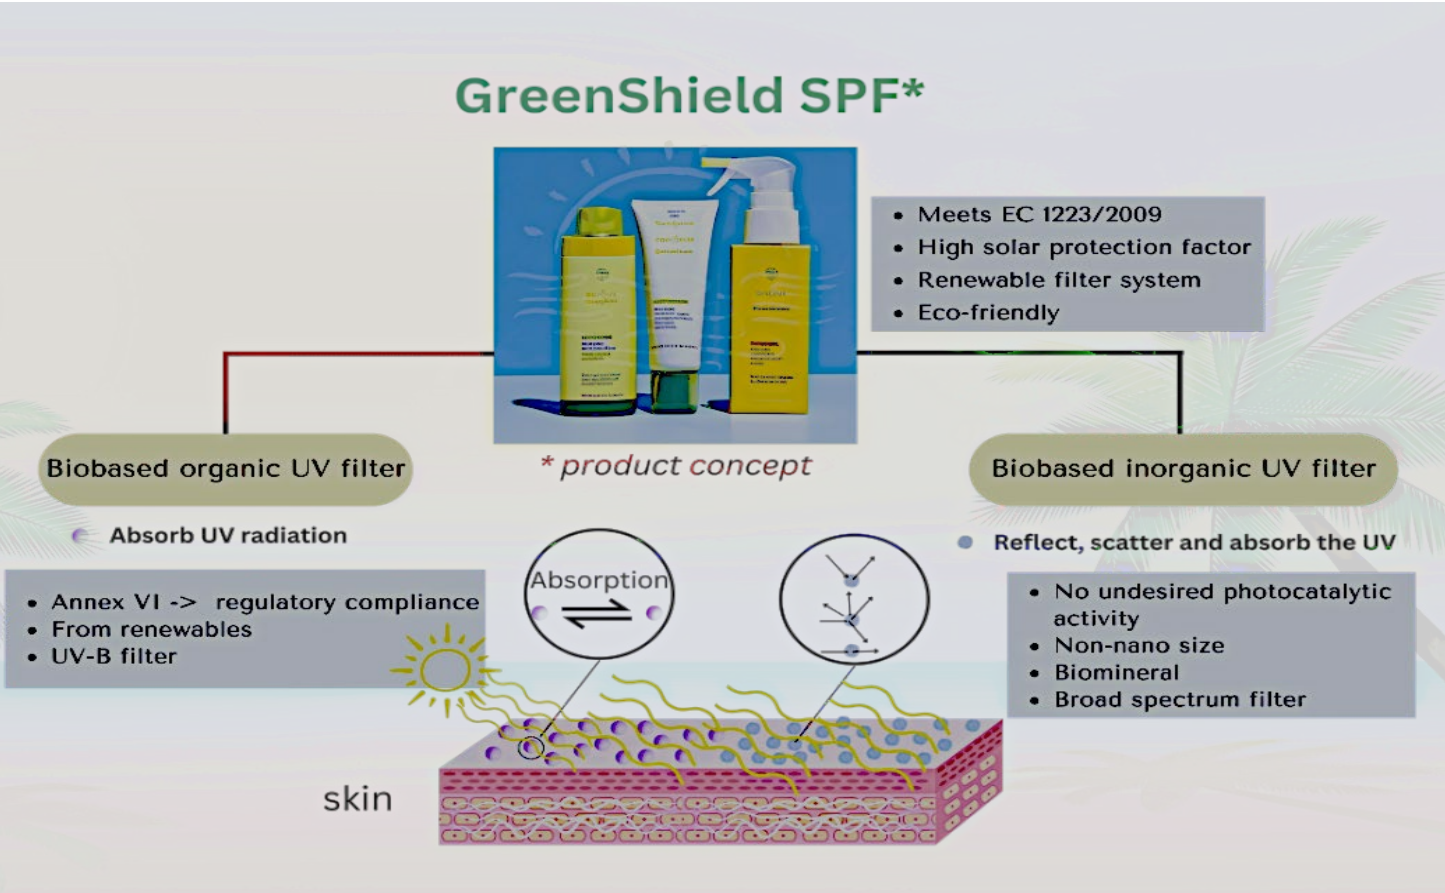 GreenShield SPF*
• Meets EC 1223/2009
• High solar protection factor
• Renewable filter system
• Eco-friendly
Biobased organic UV filter
* product concept
Biobased inorganic UV filter
Absorb UV radiation
Reflect, scatter and absorb the UV
• Annex VI -> regulatory compliance
• From renewables
• UV-B filter
Absorption
• No undesired photocatalytic
activity
• Non-nano size
• Biomineral
• Broad spectrum filter
skin